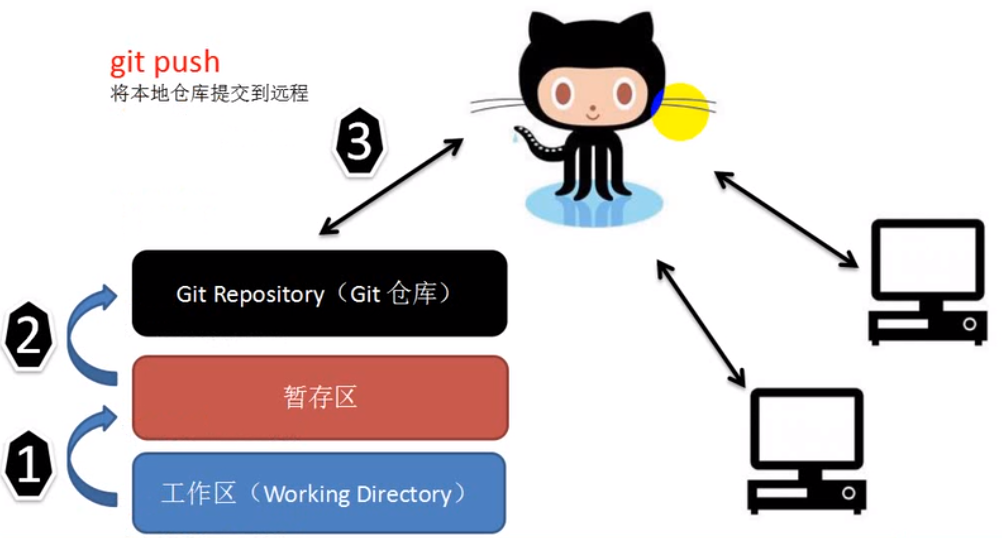 git push
将本地仓库提交到远程
3
Git Repository（Git 仓库）
2
暂存区
1
工作区（Working Directory）